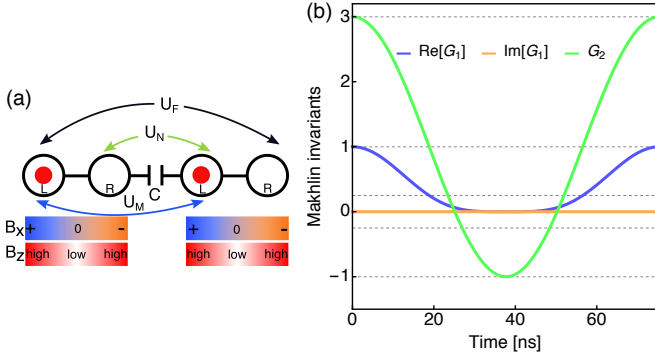 (a)
U_F
U_N
L R C L R
U_M
B_X + 0 - + 0 -
B_Z high low high high low high
(b)
Makhlin invariants
3
2
1
0
−1
Re[G_1] Im[G_1] G_2
0 20 40 60
Time [ns]